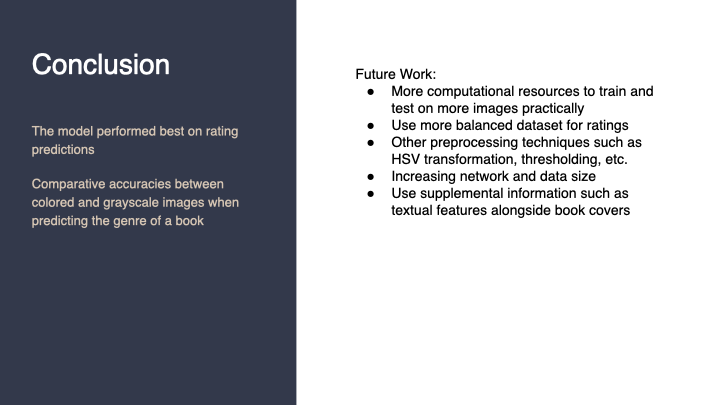 Conclusion
The model performed best on rating
predictions
Comparative accuracies between
colored and grayscale images when
predicting the genre of a book
Future Work:
● More computational resources to train and
test on more images practically
● Use more balanced dataset for ratings
● Other preprocessing techniques such as
HSV transformation, thresholding, etc.
● Increasing network and data size
● Use supplemental information such as
textual features alongside book covers